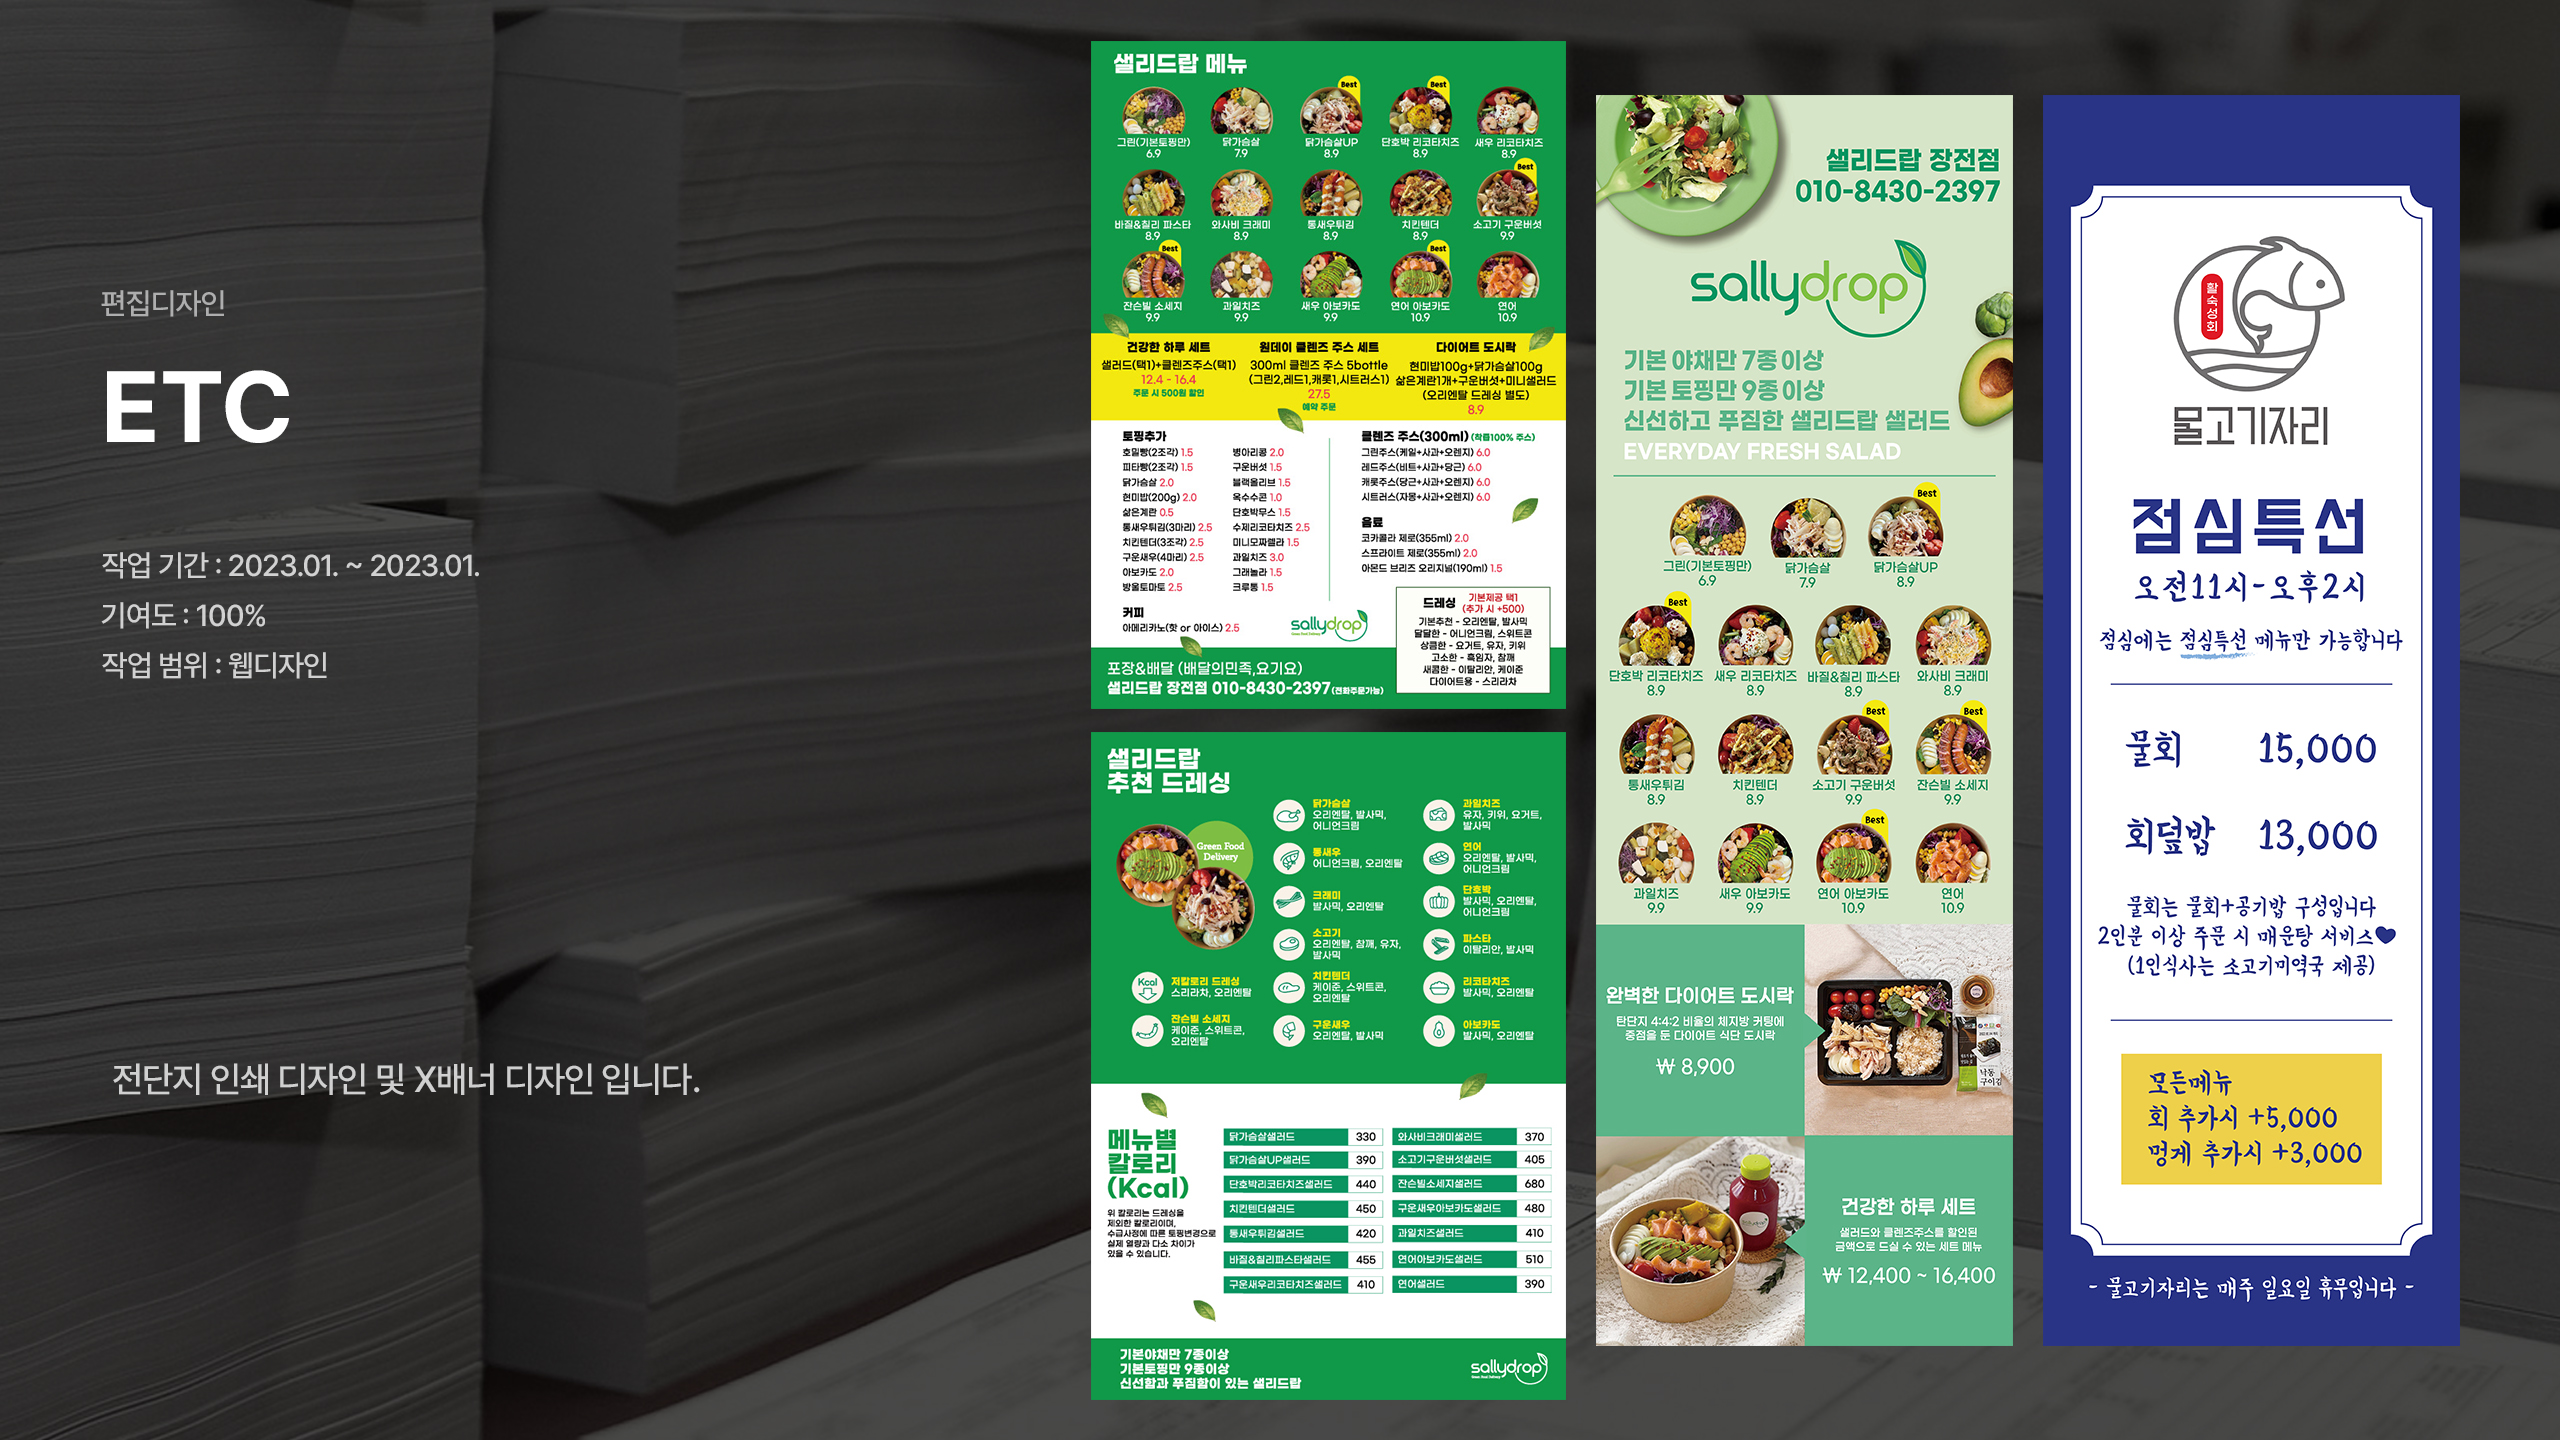 편집디자인
ETC
작업 기간 : 2023.01. ~ 2023.01.
기여도 : 100%
작업 범위 : 웹디자인
전단지 인쇄 디자인 및 X배너 디자인 입니다.
샐리드랍 메뉴
Best
Best
그린(기본토핑만) 닭가슴살 닭가슴살UP 단호박 리코타치즈 새우 리코타치즈
6.9 7.9 8.9 8.9 8.9
Best
바질&칠리 파스타 와사비 크래미 통새우튀김 치킨텐더 소고기 구운버섯
8.9 8.9 8.9 8.9 9.9
Best
Best
잔슨빌 소세지 과일치즈 새우 아보카도 연어 아보카도 연어
9.9 9.9 9.9 10.9 10.9
건강한 하루 세트
샐러드(택1)+클렌즈주스(택1)
12.4 - 16.4
주문 시 500원 할인
원데이 클렌즈 주스 세트
300ml 클렌즈 주스 5bottle
(그린2,레드1,캐롯1,시트러스1)
27.5
예약 주문
다이어트 도시락
현미밥100g+닭가슴살100g
삶은계란1개+구운버섯+미니샐러드
(오리엔탈 드레싱 별도)
8.9
토핑추가
호밀빵(2조각) 1.5
피타빵(2조각) 1.5
닭가슴살 2.0
현미밥(200g) 2.0
삶은계란 0.5
통새우튀김(3마리) 2.5
치킨텐더(3조각) 2.5
구운새우(4마리) 2.5
아보카도 2.0
방울토마토 2.5
병아리콩 2.0
구운버섯 1.5
블랙올리브 1.5
옥수수콘 1.0
단호박무스 1.5
수제리코타치즈 2.5
미니모짜렐라 1.5
과일치즈 3.0
그래놀라 1.5
크루통 1.5
커피
아메리카노(핫 or 아이스) 2.5
클렌즈 주스(300ml) (착즙100% 주스)
그린주스(케일+사과+오렌지) 6.0
레드주스(비트+사과+당근) 6.0
캐롯주스(당근+사과+오렌지) 6.0
시트러스(자몽+사과+오렌지) 6.0
음료
코카콜라 제로(355ml) 2.0
스프라이트 제로(355ml) 2.0
아몬드 브리즈 오리지널(190ml) 1.5
sallydrop
드레싱 기본제공 택1
(추가 시 +500)
기본추천 - 오리엔탈, 발사믹
달달한 - 어니언크림, 스위트콘
상큼한 - 요거트, 유자, 키위
고소한 - 흑임자, 참깨
새콤한 - 이탈리안, 케이준
다이어트용 - 스리라차
포장&배달 (배달의민족,요기요)
샐리드랍 장전점 010-8430-2397(전화주문가능)
샐리드랍
추천 드레싱
Green Food
Delivery
닭가슴살
오리엔탈, 발사믹,
어니언크림
과일치즈
유자, 키위, 요거트,
발사믹
통새우
어니언크림, 오리엔탈
연어
오리엔탈, 발사믹,
어니언크림
크래미
발사믹, 오리엔탈
단호박
발사믹, 오리엔탈,
어니언크림
소고기
오리엔탈, 참깨, 유자,
발사믹
파스타
이탈리안, 발사믹
Kcal
저칼로리 드레싱
스리라차, 오리엔탈
치킨텐더
케이준, 스위트콘,
오리엔탈
리코타치즈
발사믹, 오리엔탈
잔슨빌 소세지
케이준, 스위트콘,
오리엔탈
구운새우
오리엔탈, 발사믹
아보카도
발사믹, 오리엔탈
메뉴별
칼로리
(Kcal)
위 칼로리는 드레싱을
제외한 칼로리이며,
수급사정에 따른 토핑변경으로
실제 열량과 다소 차이가
있을 수 있습니다.
닭가슴살샐러드 330 와사비크래미샐러드 370
닭가슴살UP샐러드 390 소고기구운버섯샐러드 405
단호박리코타치즈샐러드 440 잔슨빌소세지샐러드 680
치킨텐더샐러드 450 구운새우아보카도샐러드 480
통새우튀김샐러드 420 과일치즈샐러드 410
바질&칠리파스타샐러드 455 연어아보카도샐러드 510
구운새우리코타치즈샐러드 410 연어샐러드 390
기본야채만 7종이상
기본토핑만 9종이상
신선함과 푸짐함이 있는 샐리드랍
sallydrop
샐리드랍 장전점
010-8430-2397
sallydrop
기본 야채만 7종 이상
기본 토핑만 9종 이상
신선하고 푸짐한 샐리드랍 샐러드
EVERYDAY FRESH SALAD
Best
그린(기본토핑만) 닭가슴살 닭가슴살UP
6.9 7.9 8.9
Best
단호박 리코타치즈 새우 리코타치즈 바질&칠리 파스타 와사비 크래미
8.9 8.9 8.9 8.9
Best
Best
통새우튀김 치킨텐더 소고기 구운버섯 잔슨빌 소세지
8.9 8.9 9.9 9.9
Best
과일치즈 새우 아보카도 연어 아보카도 연어
9.9 9.9 10.9 10.9
완벽한 다이어트 도시락
탄단지 4:4:2 비율의 체지방 커팅에
중점을 둔 다이어트 식단 도시락
₩ 8,900
낙동
구이김
건강한 하루 세트
샐러드와 클렌즈주스를 할인된
금액으로 드실 수 있는 세트 메뉴
₩ 12,400 ~ 16,400
활숙성회
물고기자리
점심특선
오전11시-오후2시
점심에는 점심특선 메뉴만 가능합니다
물회 15,000
회덮밥 13,000
물회는 물회+공기밥 구성입니다
2인분 이상 주문 시 매운탕 서비스♥
(1인식사는 소고기미역국 제공)
모든메뉴
회 추가시 +5,000
멍게 추가시 +3,000
- 물고기자리는 매주 일요일 휴무입니다 -